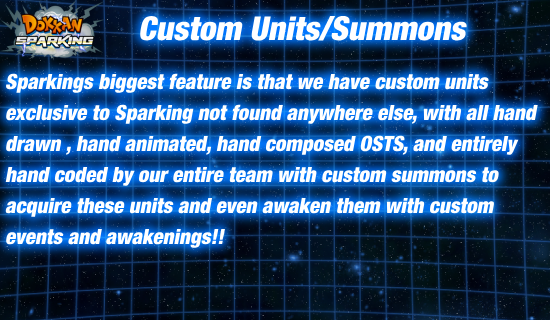 DOKKAN
SPARKING
Custom Units/Summons
Sparkings biggest feature is that we have custom units
exclusive to Sparking not found anywhere else, with all hand
drawn , hand animated, hand composed OSTS, and entirely
hand coded by our entire team with custom summons to
acquire these units and even awaken them with custom
events and awakenings!!